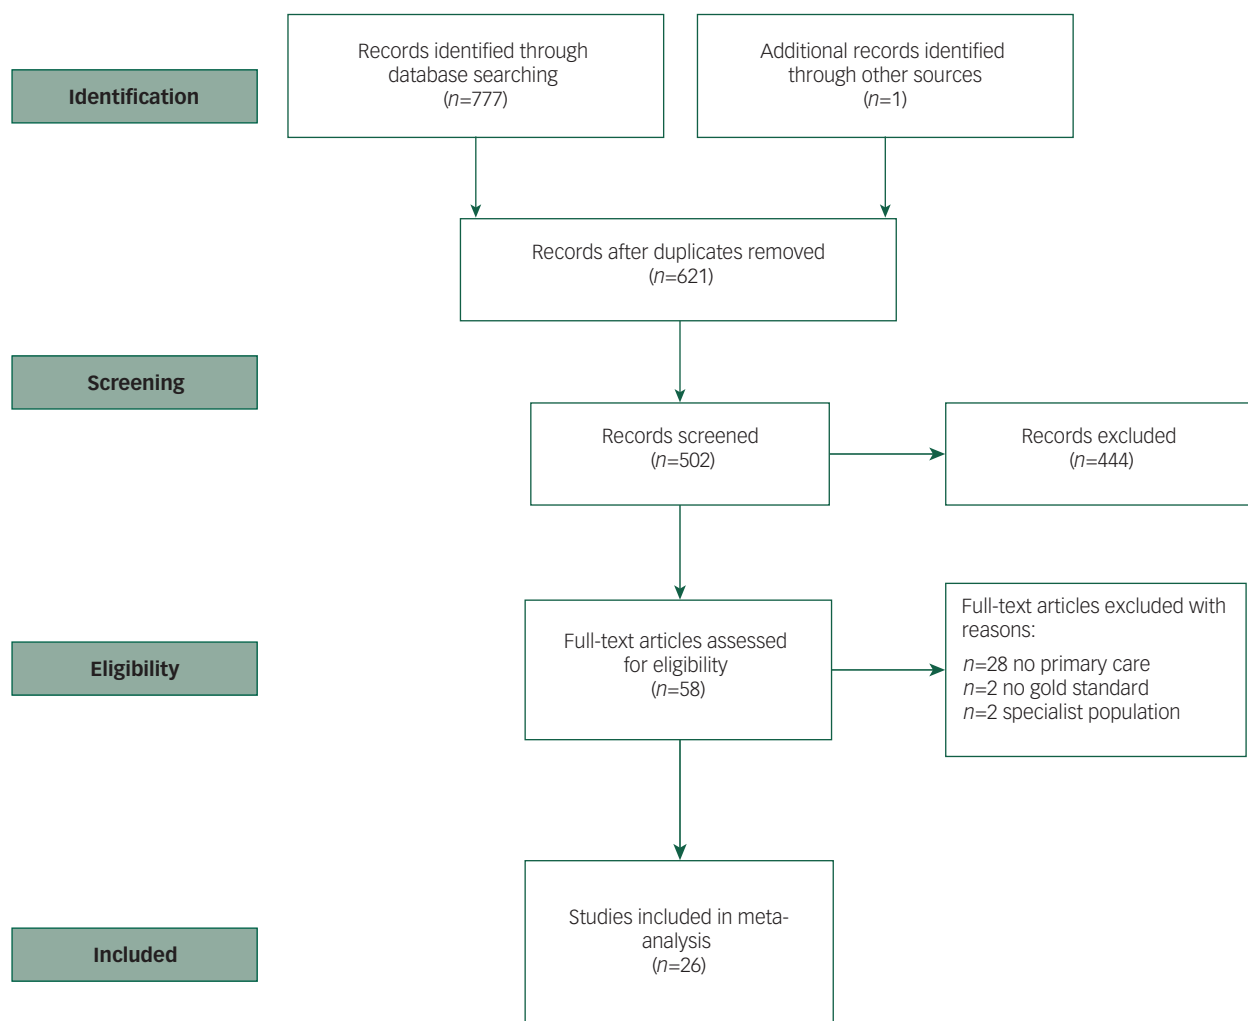 Identification
Records identified through
database searching
(n=777)
Additional records identified
through other sources
(n=1)
Records after duplicates removed
(n=621)
Screening
Records screened
(n=502)
Records excluded
(n=444)
Eligibility
Full-text articles assessed
for eligibility
(n=58)
Full-text articles excluded with
reasons:
n=28 no primary care
n=2 no gold standard
n=2 specialist population
Included
Studies included in meta-
analysis
(n=26)